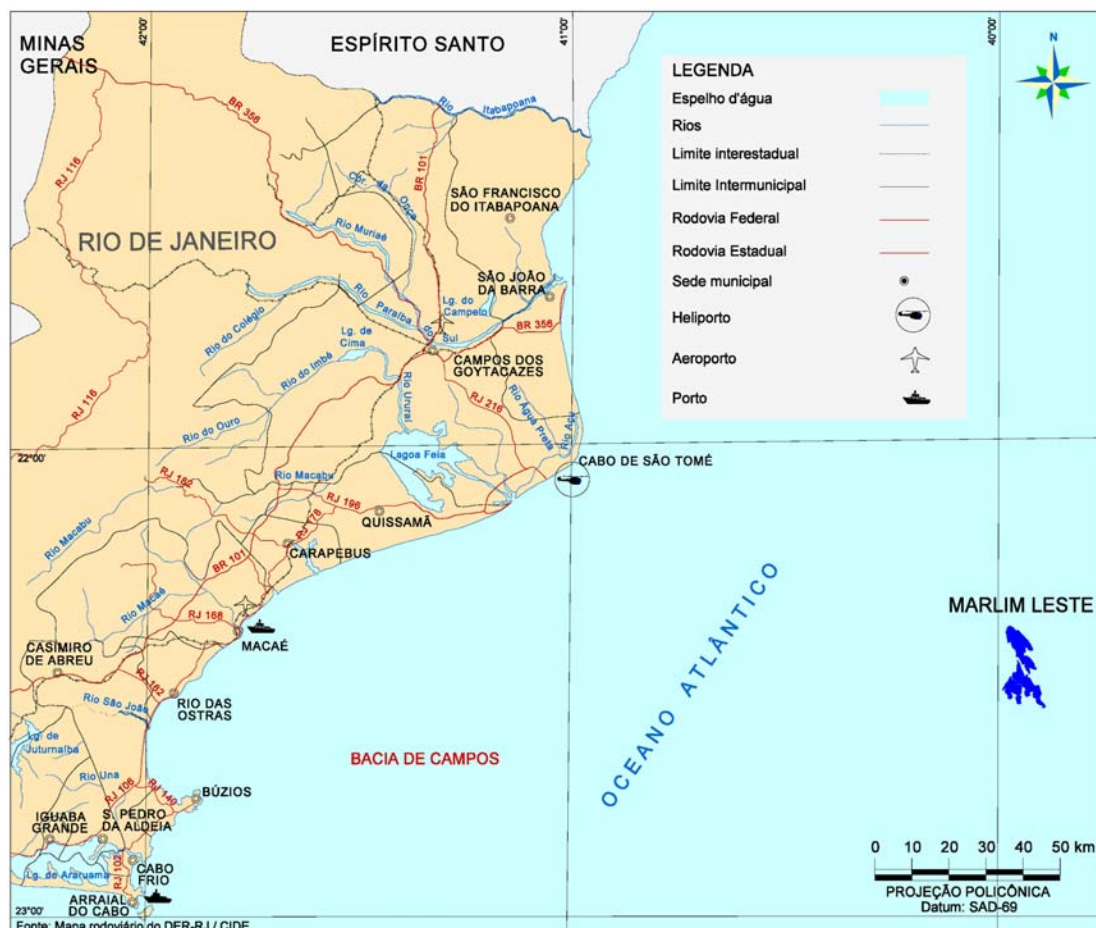 42°00'
41°00'
40°00'
MINAS
GERAIS
ESPÍRITO SANTO
N
LEGENDA
Espelho d'água
Rios
Limite interestadual
Limite Intermunicipal
Rodovia Federal
Rodovia Estadual
Sede municipal
Heliporto
Aeroporto
Porto
Rio Itabapoana
BR 356
RJ 116
BR 101
Cór. da Onça
SÃO FRANCISCO
DO ITABAPOANA
Rio Muriaé
RIO DE JANEIRO
SÃO JOÃO
DA BARRA
Lg. do
Campelo
Rio Paraíba do Sul
BR 356
Rio do Colégio
Lg. de
Cima
CAMPOS DOS
GOYTACAZES
Rio do Imbé
Rio Ururaí
RJ 216
Rio Água Preta
Rio Açu
RJ 116
Rio do Ouro
22°00'
Lagoa Feia
CABO DE SÃO TOMÉ
RJ 182
Rio Macabu
RJ 196
QUISSAMÃ
Rio Macabu
RJ 178
CARAPEBUS
BR 101
Rio Macaé
RJ 168
MACAÉ
OCEANO ATLÂNTICO
MARLIM LESTE
CASIMIRO
DE ABREU
RJ 162
RIO DAS
OSTRAS
Rio São João
Lg. de
Juturnaíba
BACIA DE CAMPOS
Rio Una
RJ 106
RJ 140
BÚZIOS
IGUABA
GRANDE
S. PEDRO
DA ALDEIA
CABO
FRIO
Lg. de Araruama
RJ 102
ARRAIAL
DO CABO
0 10 20 30 40 50 km
PROJEÇÃO POLICÔNICA
Datum: SAD-69
23°00'
Fonte: Mapa rodoviário do DER-RJ / CIDE